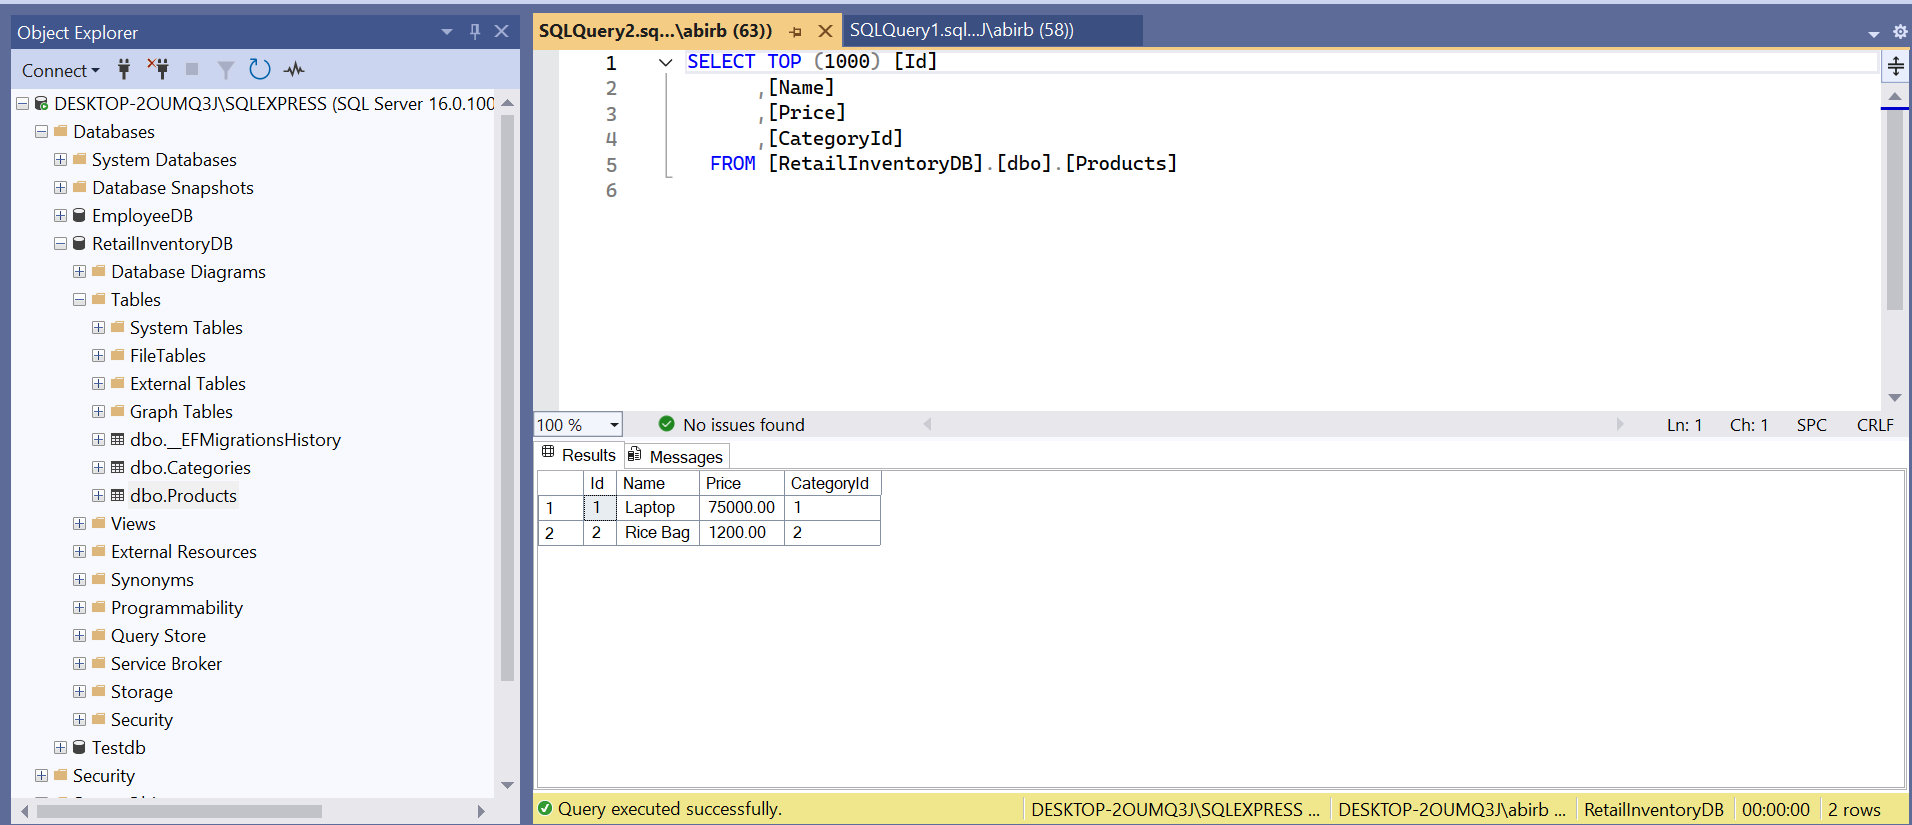 Object Explorer
Connect
DESKTOP-2OUMQ3J\SQLEXPRESS (SQL Server 16.0.100
Databases
System Databases
Database Snapshots
EmployeeDB
RetailInventoryDB
Database Diagrams
Tables
System Tables
FileTables
External Tables
Graph Tables
dbo.__EFMigrationsHistory
dbo.Categories
dbo.Products
Views
External Resources
Synonyms
Programmability
Query Store
Service Broker
Storage
Security
Testdb
Security
SQLQuery2.sq...\abirb (63)) SQLQuery1.sql...J\abirb (58))
1 SELECT TOP (1000) [Id]
2 ,[Name]
3 ,[Price]
4 ,[CategoryId]
5 FROM [RetailInventoryDB].[dbo].[Products]
6
100 % No issues found Ln: 1 Ch: 1 SPC CRLF
Results Messages
Id Name Price CategoryId
1 1 Laptop 75000.00 1
2 2 Rice Bag 1200.00 2
Query executed successfully. DESKTOP-2OUMQ3J\SQLEXPRESS ... DESKTOP-2OUMQ3J\abirb ... RetailInventoryDB 00:00:00 2 rows